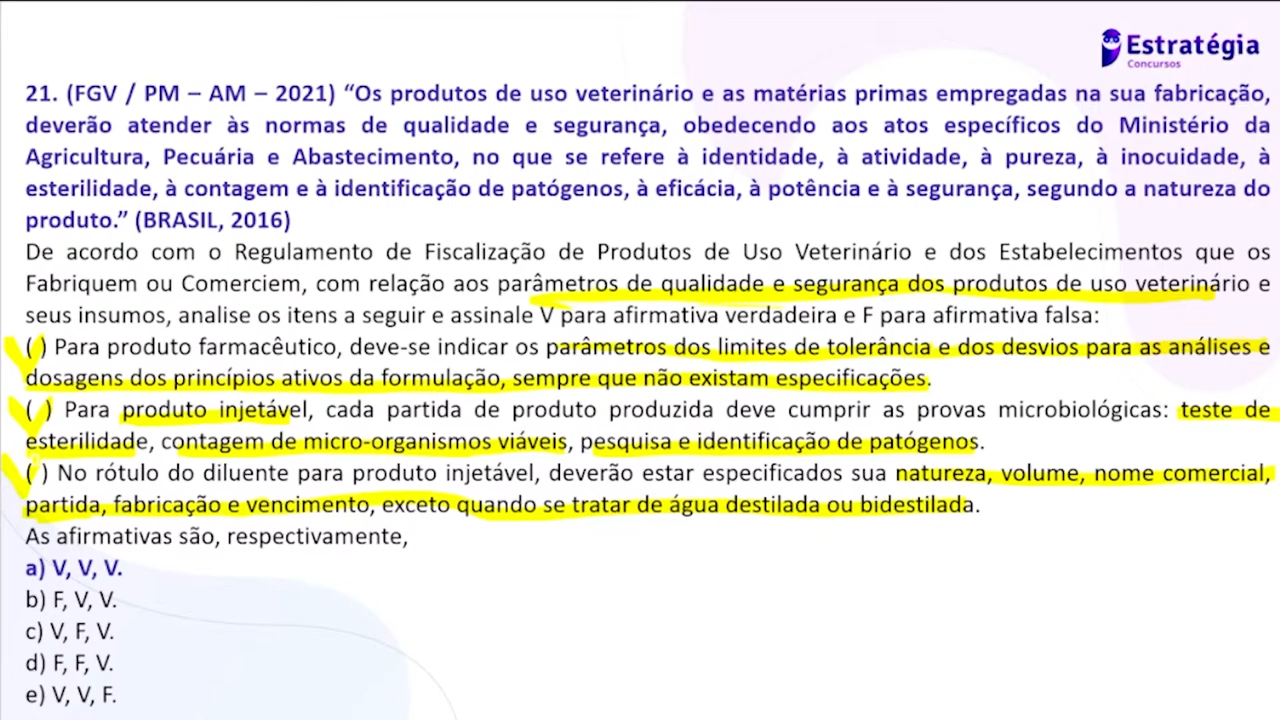 Estratégia
Concursos
21. (FGV / PM – AM – 2021) “Os produtos de uso veterinário e as matérias primas empregadas na sua fabricação,
deverão atender às normas de qualidade e segurança, obedecendo aos atos específicos do Ministério da
Agricultura, Pecuária e Abastecimento, no que se refere à identidade, à atividade, à pureza, à inocuidade, à
esterilidade, à contagem e à identificação de patógenos, à eficácia, à potência e à segurança, segundo a natureza do
produto.” (BRASIL, 2016)
De acordo com o Regulamento de Fiscalização de Produtos de Uso Veterinário e dos Estabelecimentos que os
Fabriquem ou Comerciem, com relação aos parâmetros de qualidade e segurança dos produtos de uso veterinário e
seus insumos, analise os itens a seguir e assinale V para afirmativa verdadeira e F para afirmativa falsa:
( ) Para produto farmacêutico, deve-se indicar os parâmetros dos limites de tolerância e dos desvios para as análises e
dosagens dos princípios ativos da formulação, sempre que não existam especificações.
( ) Para produto injetável, cada partida de produto produzida deve cumprir as provas microbiológicas: teste de
esterilidade, contagem de micro-organismos viáveis, pesquisa e identificação de patógenos.
( ) No rótulo do diluente para produto injetável, deverão estar especificados sua natureza, volume, nome comercial,
partida, fabricação e vencimento, exceto quando se tratar de água destilada ou bidestilada.
As afirmativas são, respectivamente,
a) V, V, V.
b) F, V, V.
c) V, F, V.
d) F, F, V.
e) V, V, F.